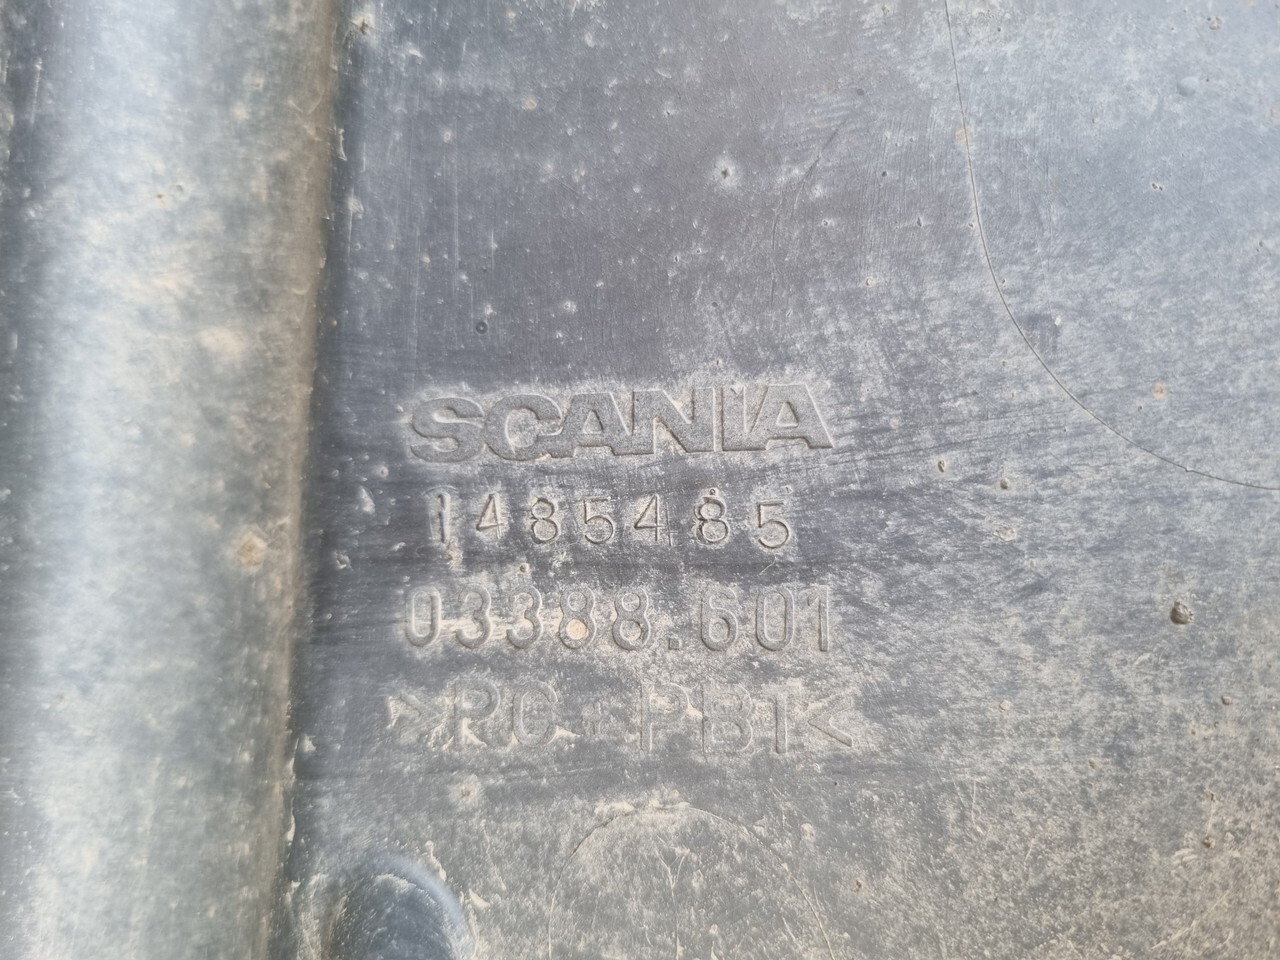 SCANIA
1485485
03388.601
>PC + PBT<